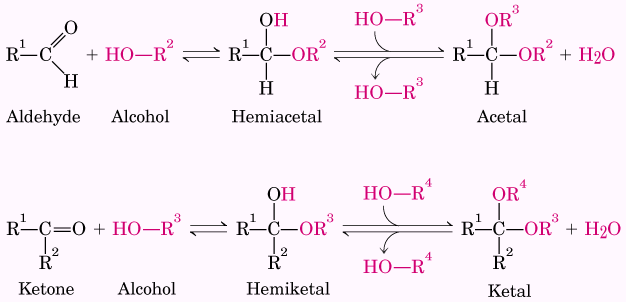 OH HO—R³ OR³
R¹—C O + HO—R² R¹—C—OR² R¹—C—OR² + H₂O
H H HO—R³ H
Aldehyde Alcohol Hemiacetal Acetal
OH HO—R⁴ OR⁴
R¹—C=O + HO—R³ R¹—C—OR³ R¹—C—OR³ + H₂O
R² R² HO—R⁴ R²
Ketone Alcohol Hemiketal Ketal